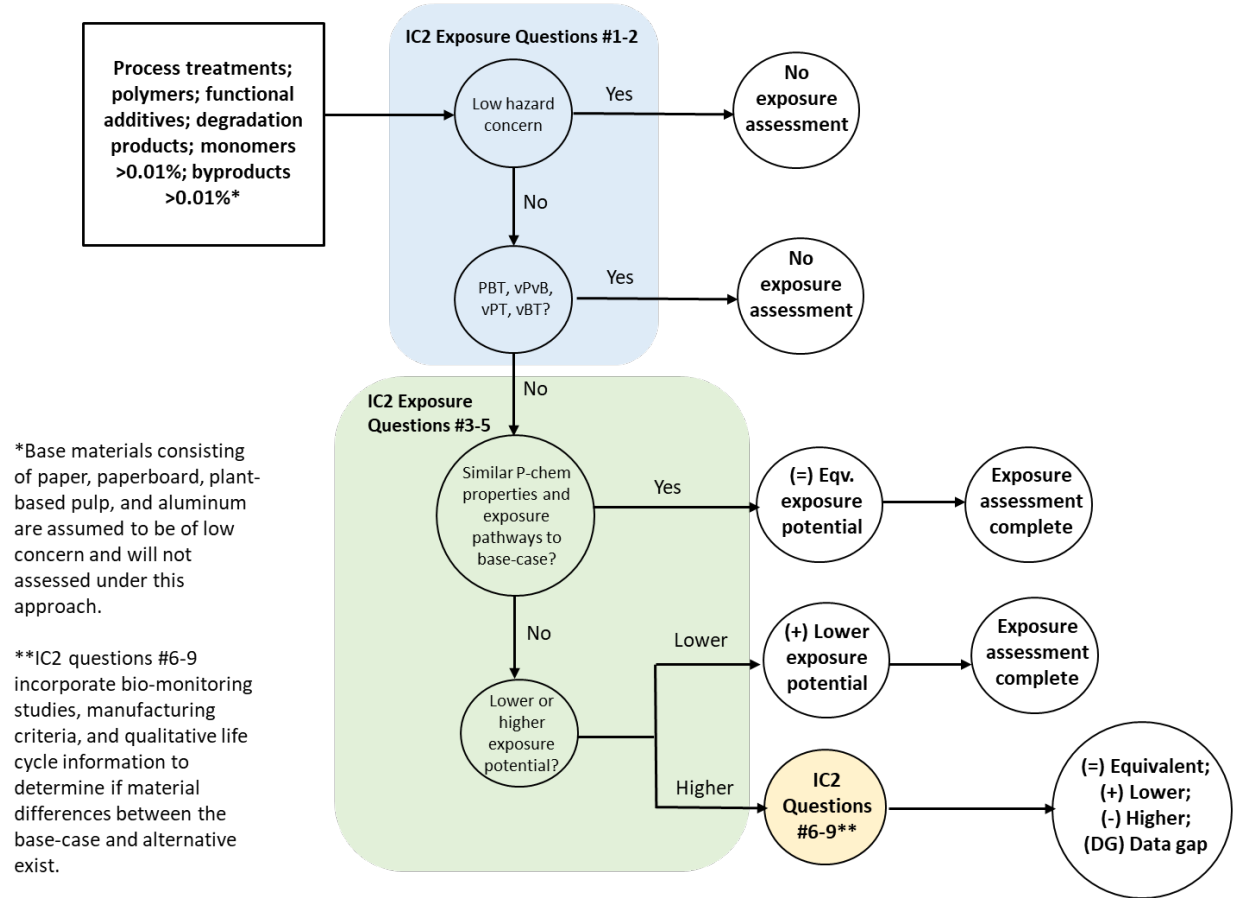 IC2 Exposure Questions #1-2
Process treatments;
polymers; functional
additives; degradation
products; monomers
>0.01%; byproducts
>0.01%*
Low hazard
concern
Yes
No
exposure
assessment
No
PBT, vPvB,
vPT, vBT?
Yes
No
exposure
assessment
No
IC2 Exposure
Questions #3-5
Similar P-chem
properties and
exposure
pathways to
base-case?
Yes
(=) Eqv.
exposure
potential
Exposure
assessment
complete
No
Lower or
higher
exposure
potential?
Lower
(+) Lower
exposure
potential
Exposure
assessment
complete
Higher
IC2
Questions
#6-9**
(=) Equivalent;
(+) Lower;
(-) Higher;
(DG) Data gap
*Base materials consisting
of paper, paperboard, plant-
based pulp, and aluminum
are assumed to be of low
concern and will not
assessed under this
approach.
**IC2 questions #6-9
incorporate bio-monitoring
studies, manufacturing
criteria, and qualitative life
cycle information to
determine if material
differences between the
base-case and alternative
exist.